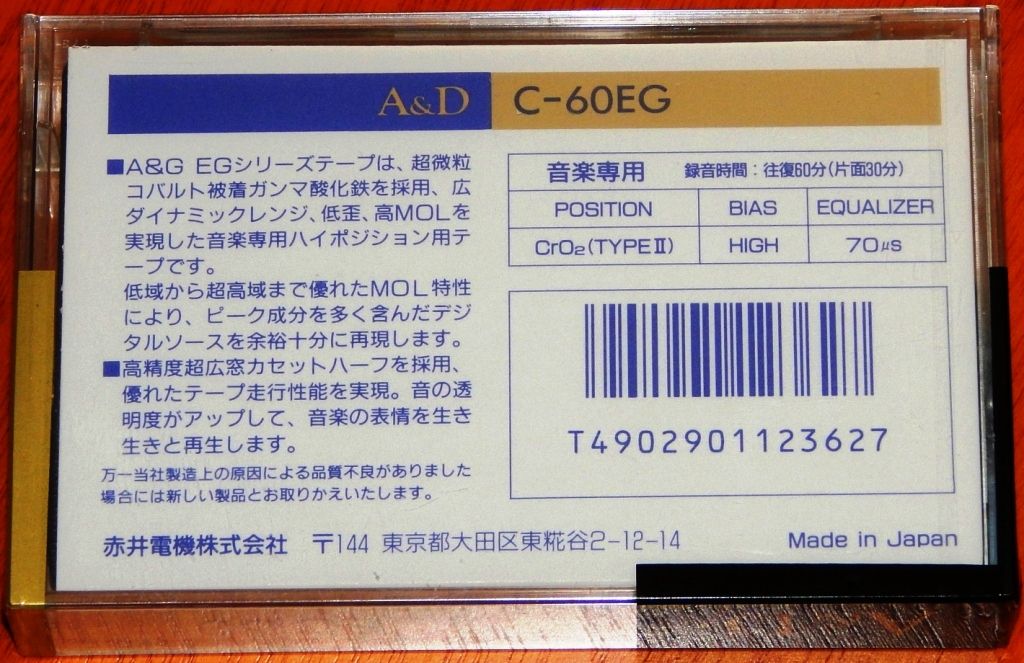 A&D C-60EG
■A&G EGシリーズテープは、超微粒
コバルト被着ガンマ酸化鉄を採用、広
ダイナミックレンジ、低歪、高MOLを
実現した音楽専用ハイポジション用テ
ープです。
低域から超高域まで優れたMOL特性
により、ピーク成分を多く含んだデジ
タルソースを余裕十分に再現します。
■高精度超広窓カセットハーフを採用、
優れたテープ走行性能を実現。音の透
明度がアップして、音楽の表情を生き
生きと再生します。
万一当社製造上の原因による品質不良がありました
場合には新しい製品とお取りかえいたします。
音楽専用 録音時間：往復60分(片面30分)
POSITION BIAS EQUALIZER
CrO₂(TYPEⅡ) HIGH 70μs
T4902901123627
赤井電機株式会社 〒144 東京都大田区東糀谷2-12-14
Made in Japan